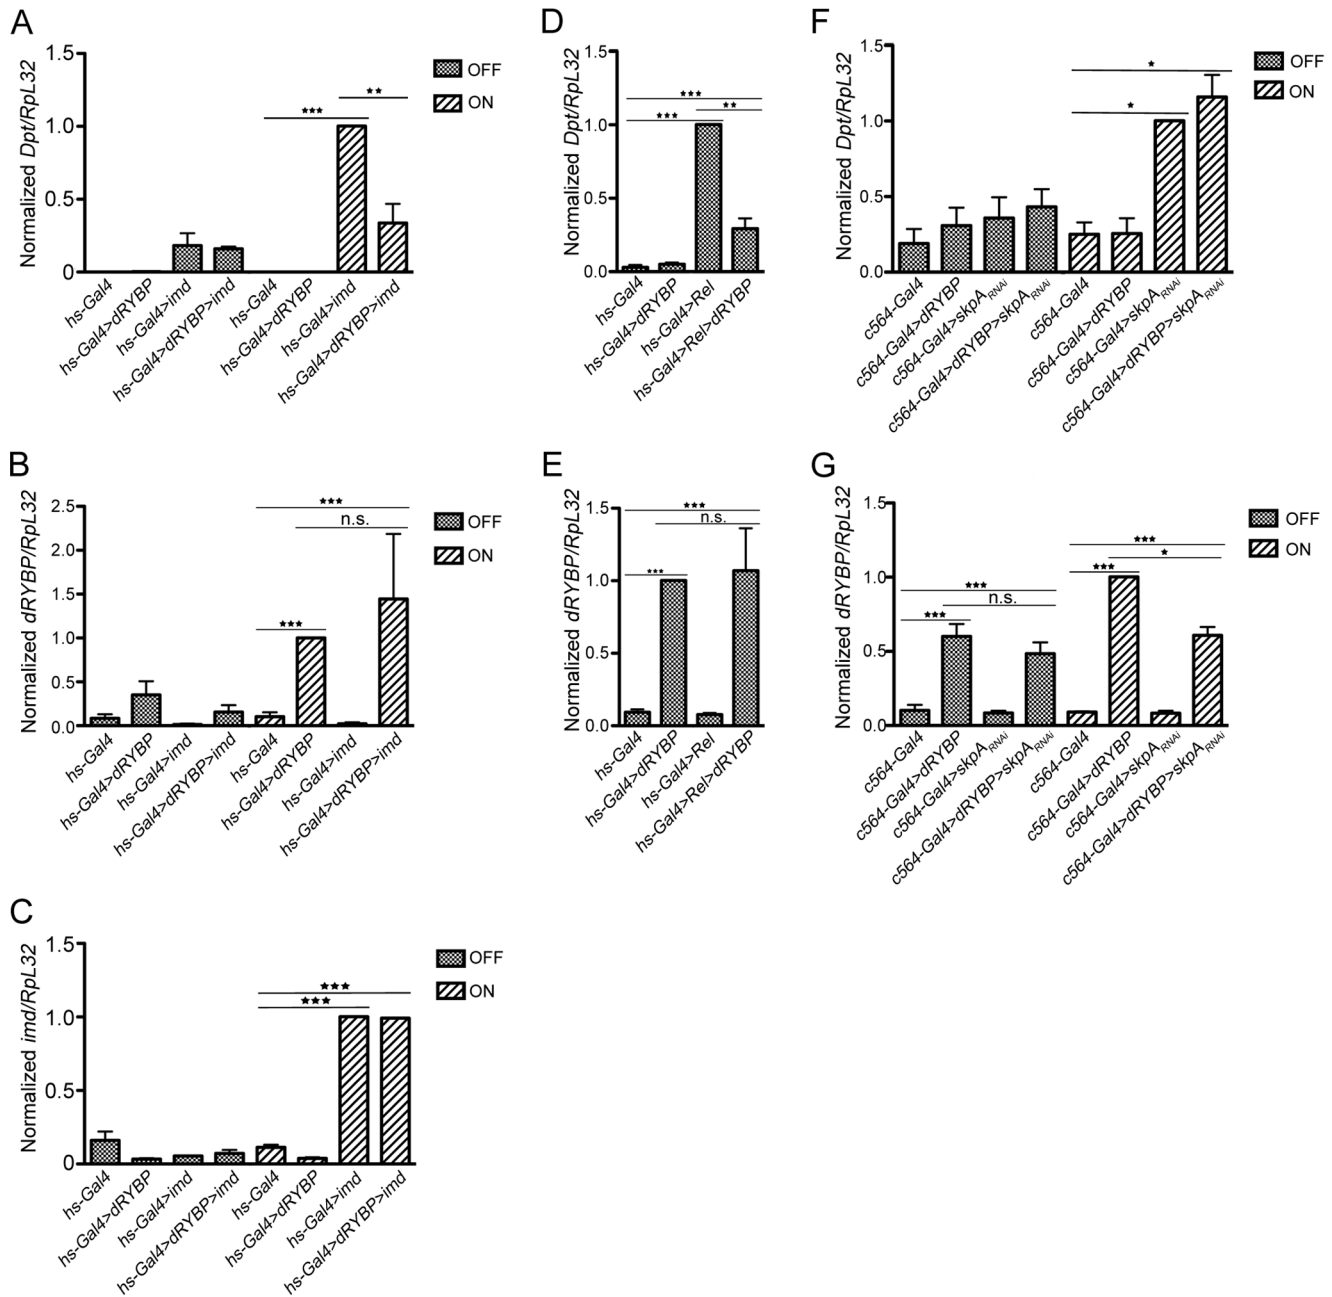 A
Normalized Dpt/RpL32
1.5
1.0
0.5
0
OFF
ON
★★★
★★
hs-Gal4
hs-Gal4>dRYBP
hs-Gal4>imd
hs-Gal4>dRYBP>imd
hs-Gal4
hs-Gal4>dRYBP
hs-Gal4>imd
hs-Gal4>dRYBP>imd
D
Normalized Dpt/RpL32
1.5
1.0
0.5
0.0
★★★
★★
★★★
hs-Gal4
hs-Gal4>dRYBP
hs-Gal4>Rel
hs-Gal4>Rel>dRYBP
F
Normalized Dpt/RpL32
1.5
1.0
0.5
0.0
OFF
ON
★
★
c564-Gal4
c564-Gal4>dRYBP
c564-Gal4>skpARNAi
c564-Gal4>dRYBP>skpARNAi
c564-Gal4
c564-Gal4>dRYBP
c564-Gal4>skpARNAi
c564-Gal4>dRYBP>skpARNAi
B
Normalized dRYBP/RpL32
2.5
2.0
1.5
1.0
0.5
0.0
OFF
ON
★★★
n.s.
★★★
hs-Gal4
hs-Gal4>dRYBP
hs-Gal4>imd
hs-Gal4>dRYBP>imd
hs-Gal4
hs-Gal4>dRYBP
hs-Gal4>imd
hs-Gal4>dRYBP>imd
E
Normalized dRYBP/RpL32
1.5
1.0
0.5
0.0
★★★
n.s.
★★★
hs-Gal4
hs-Gal4>dRYBP
hs-Gal4>Rel
hs-Gal4>Rel>dRYBP
G
Normalized dRYBP/RpL32
1.5
1.0
0.5
0.0
OFF
ON
★★★
n.s.
★★★
★★★
★
★★★
c564-Gal4
c564-Gal4>dRYBP
c564-Gal4>skpARNAi
c564-Gal4>dRYBP>skpARNAi
c564-Gal4
c564-Gal4>dRYBP
c564-Gal4>skpARNAi
c564-Gal4>dRYBP>skpARNAi
C
Normalized imd/RpL32
1.5
1.0
0.5
0
OFF
ON
★★★
★★★
hs-Gal4
hs-Gal4>dRYBP
hs-Gal4>imd
hs-Gal4>dRYBP>imd
hs-Gal4
hs-Gal4>dRYBP
hs-Gal4>imd
hs-Gal4>dRYBP>imd